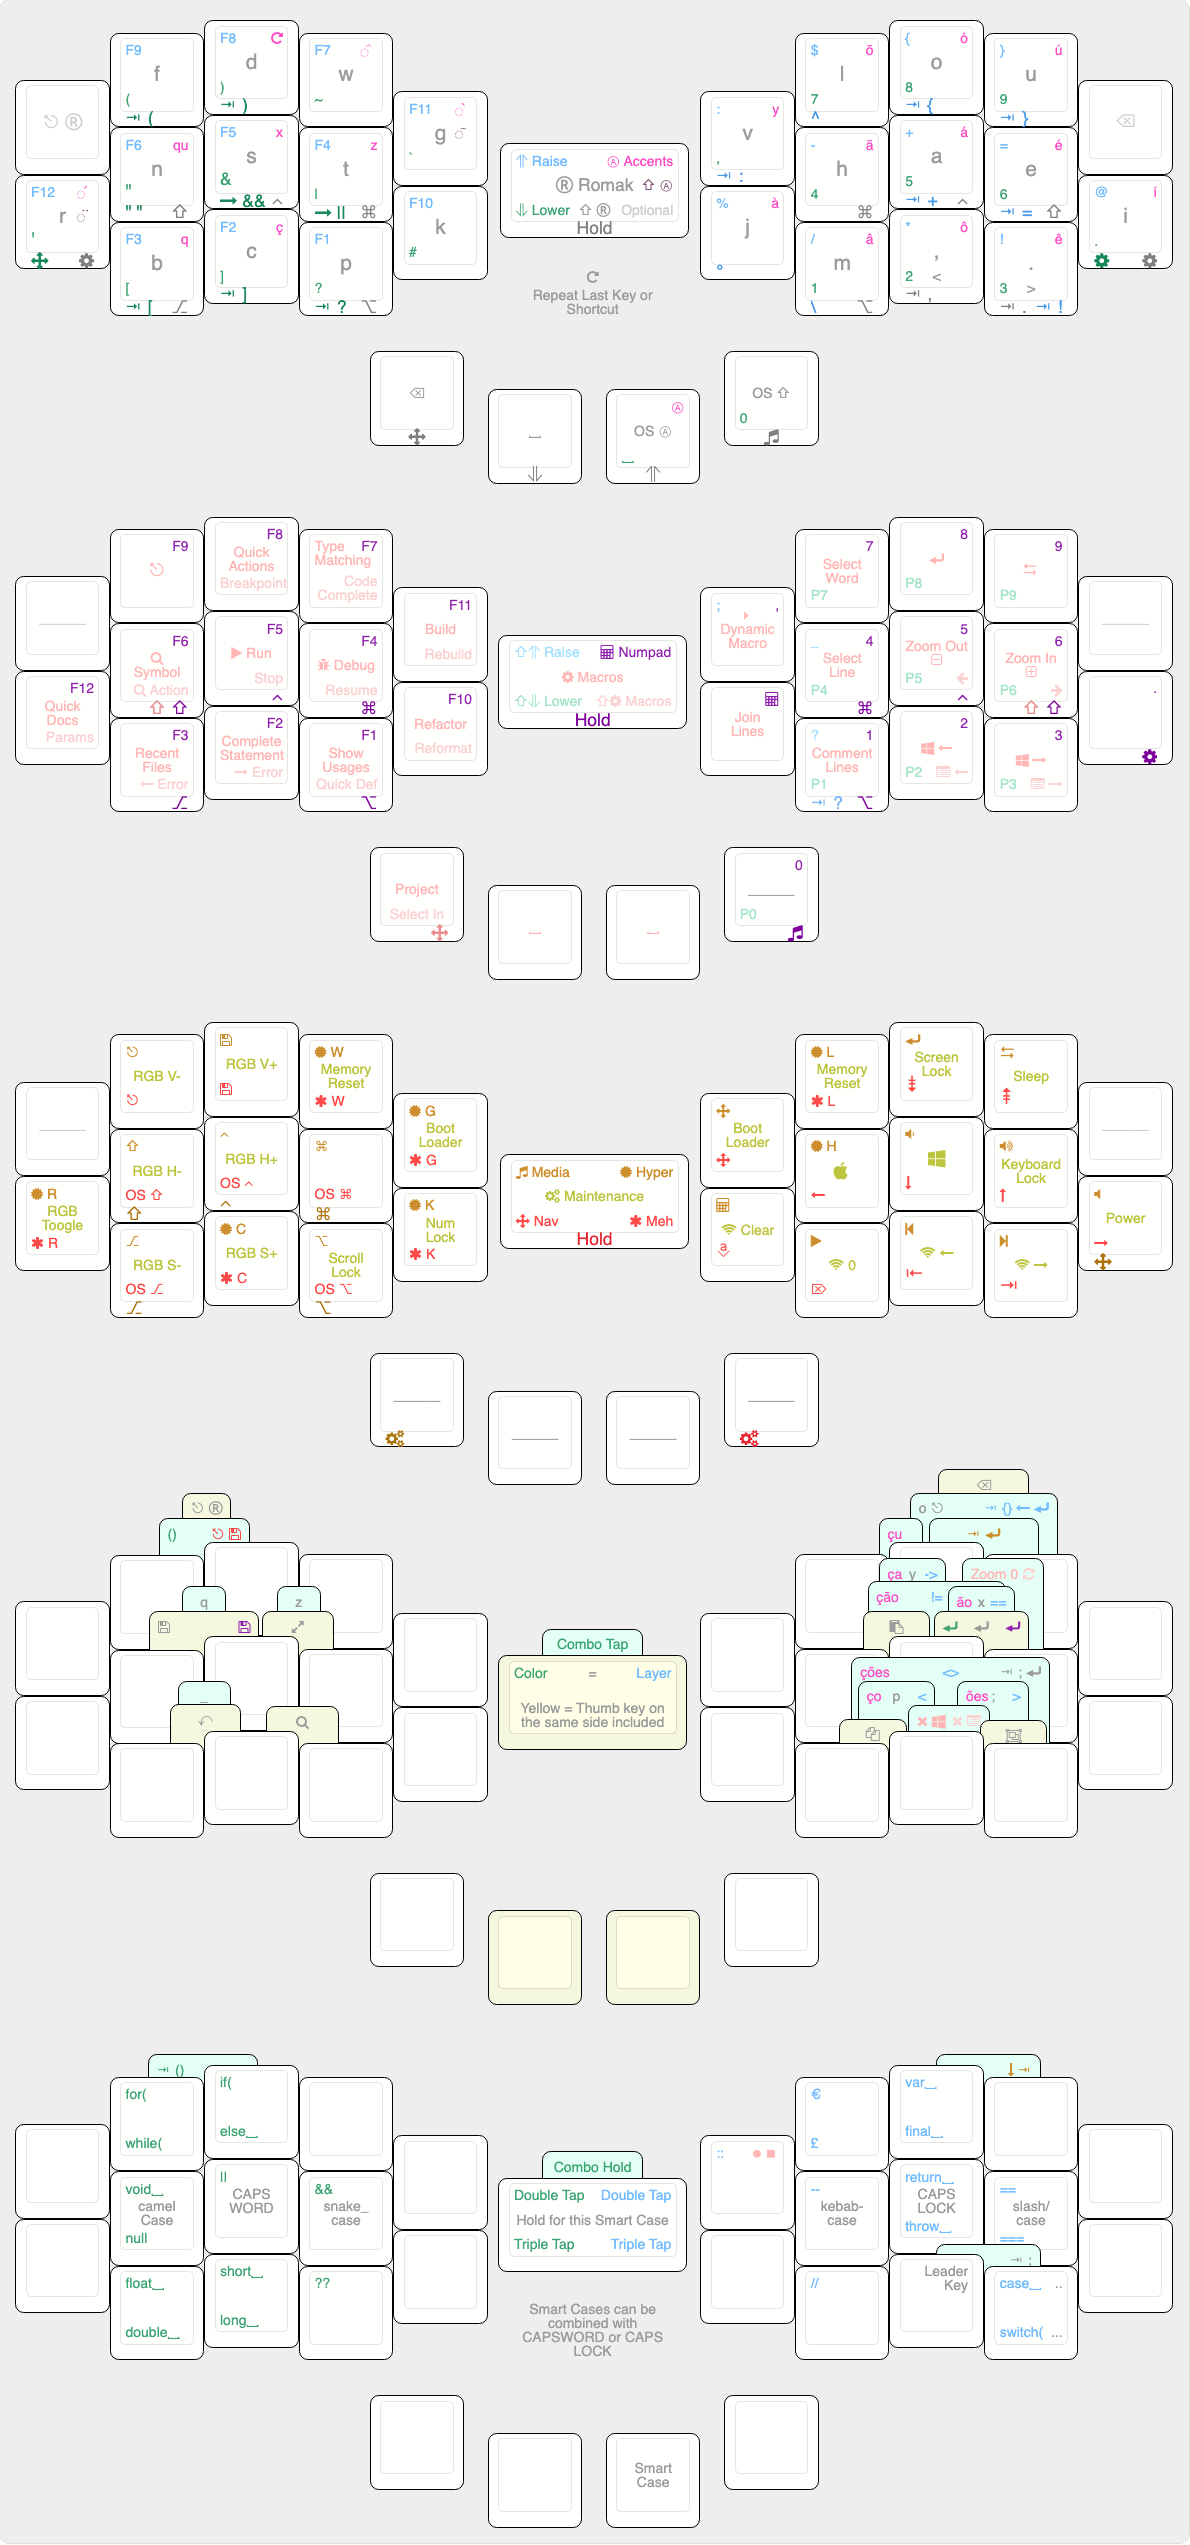 F9
f
(
⇥ (
F8
d
)
⇥ )
F7
w
~
F11
g
`
® 
F12
r
'
F6 qu
n
"
" "
F5 x
s
&
→ && ^
F4 z
t
|
→ || ⌘
F10
k
#
F3 q
b
[
⇥ [
F2 ç
c
]
⇥ ]
F1
p
?
⇥ ? ⌥
Raise Ⓐ Accents
® Romak ⇧ Ⓐ
Lower ⇧ ® Optional
Hold
Repeat Last Key or
Shortcut
: y
v
,
⇥ :
$ õ
l
7
^
{ ó
o
8
⇥ {
} ú
u
9
⇥ }
% à
j
°
- ã
h
4
⌘
+ á
a
5
⇥ + ^
= é
e
6
⇥ = ⇧
@ í
i
.
/ â
m
1
\ ⌥
* ô
,
2 <
⇥ ,
! ê
.
3 >
⇥ . ⇥ !
⌫
Ⓐ
OS Ⓐ
OS ⇧
0
F9
F8
Quick
Actions
Breakpoint
Type F7
Matching
Code
Complete
F11
Build
Rebuild
F12
Quick
Docs
Params
F6
Symbol
Action
F5
Run
Stop
F4
Debug
Resume
F10
Refactor
Reformat
F3
Recent
Files
← Error
F2
Complete
Statement
→ Error
F1
Show
Usages
Quick Def
⇧ Raise Numpad
Macros
⇧ Lower ⇧ Macros
Hold
; ,
Dynamic
Macro
7
Select
Word
P7
8
P8
9
P9
Join
Lines
_ 4
Select
Line
P4
5
Zoom Out
P5 ←
6
Zoom In
P6 →
.
? 1
Comment
Lines
P1
⇥ ? ⌥
2
P2
3
P3
Project
Select In
0
P0
RGB V-
RGB V+
W
Memory
Reset
W
G
Boot
Loader
G
R
RGB
Toogle
R
RGB H-
OS ⇧
RGB H+
OS ^
⌘
OS ⌘
⌘
K
Num
Lock
K
RGB S-
OS
C
RGB S+
C
⌥
Scroll
Lock
OS ⌥
⌥
Media Hyper
Maintenance
Nav Meh
Hold
Boot
Loader
L
Memory
Reset
L
Screen
Lock
Sleep
Clear
a
H
Keyboard
Lock
Power
0
®
()
q
z
_
Combo Tap
Color = Layer
Yellow = Thumb key on
the same side included
o ⇥ {} ← ↵
çu ⇥ ↵
ça y -> Zoom 0
ção != ão x ==
ções <> ⇥ ; ↵
ço p < ões ; >
⇥ ()
for(
while(
if(
else
void
camel
Case
null
||
CAPS
WORD
&&
snake_
case
float
double
short
long
??
Combo Hold
Double Tap Double Tap
Hold for this Smart Case
Triple Tap Triple Tap
Smart Cases can be
combined with
CAPSWORD or CAPS
LOCK
::
€
£
var
final
--
kebab-
case
return
CAPS
LOCK
throw
==
slash/
case
===
⇥ ;
//
Leader
Key
case ..
switch( ...
Smart
Case